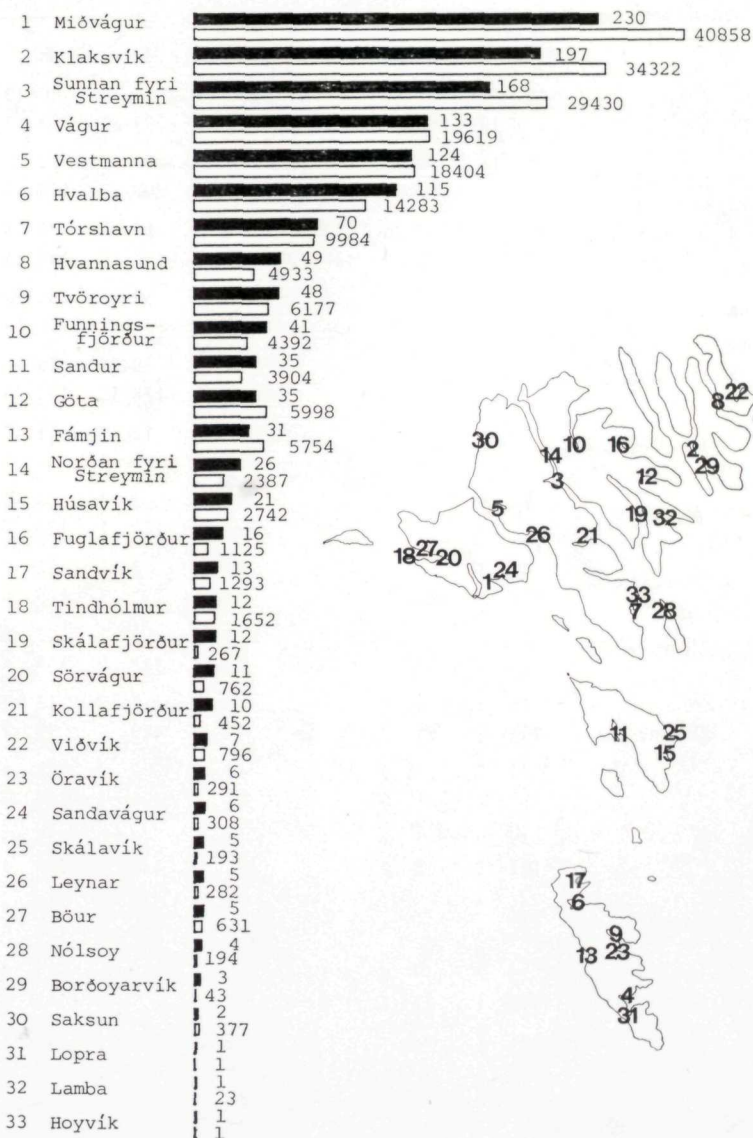 1 Miðvágur 230
40858
2 Klaksvík 197
34322
3 Sunnan fyri
Streymin 168
29430
4 Vágur 133
19619
5 Vestmanna 124
18404
6 Hvalba 115
14283
7 Tórshavn 70
9984
8 Hvannasund 49
4933
9 Tvöroyri 48
6177
10 Funnings-
fjörður 41
4392
11 Sandur 35
3904
12 Göta 35
5998
13 Fámjin 31
5754
14 Norðan fyri
Streymin 26
2387
15 Húsavík 21
2742
16 Fuglafjörður 16
1125
17 Sandvík 13
1293
18 Tindhólmur 12
1652
19 Skálafjörður 12
267
20 Sörvágur 11
762
21 Kollafjörður 10
452
22 Viðvík 7
796
23 Öravík 6
291
24 Sandavágur 6
308
25 Skálavík 5
193
26 Leynar 5
282
27 Böur 5
631
28 Nólsoy 4
194
29 Borðoyarvík 3
43
30 Saksun 2
377
31 Lopra 1
1
32 Lamba 1
23
33 Hoyvík 1
1
22
8
30
14
10
16
2
29
12
3
5
19
32
26
21
27
18
20
24
1
33
7
28
11
25
15
17
6
9
13
23
4
31